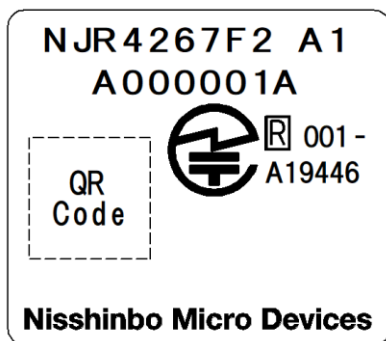 NJR4267F2 A1
A000001A
R 001-
A19446
QR
Code
Nisshinbo Micro Devices